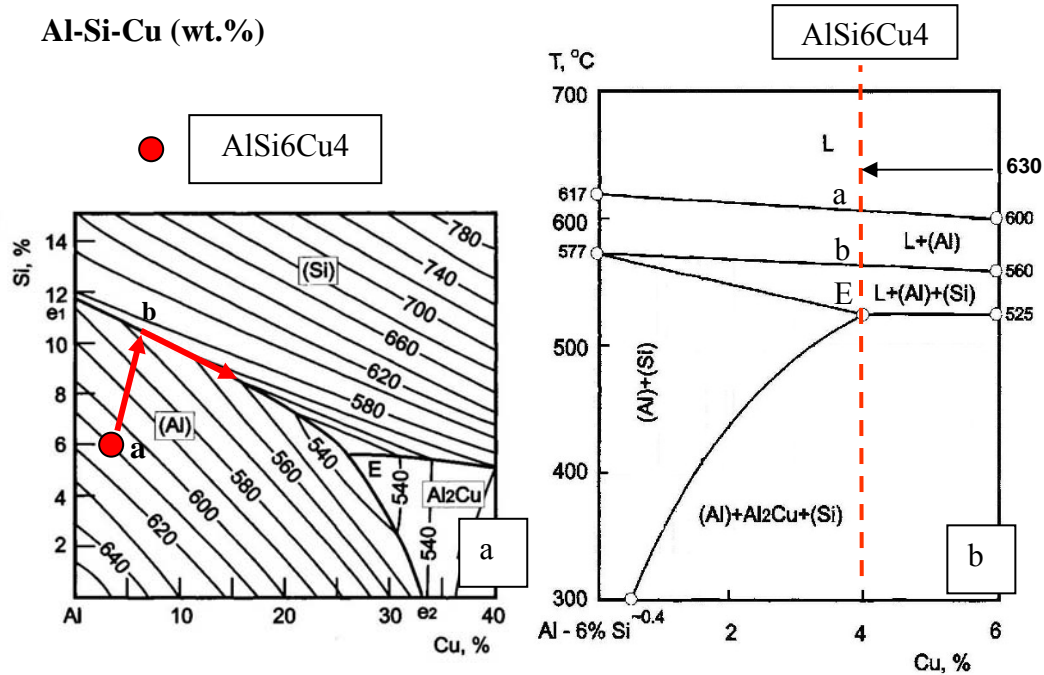 Al-Si-Cu (wt.%)
AlSi6Cu4
Si, %
14
12
e1
10
8
6
4
2
Al
10
20
30
e2
40
Cu, %
(Si)
780
740
700
660
620
580
b
(Al)
a
540
560
580
600
620
640
E
540
Al2Cu
540
a
AlSi6Cu4
T, °C
700
617
600
577
500
400
300
L
630
a
600
L+(Al)
b
560
L+(Al)+(Si)
E
525
(Al)+(Si)
(Al)+Al2Cu+(Si)
b
Al - 6% Si
~0.4
2
4
6
Cu, %